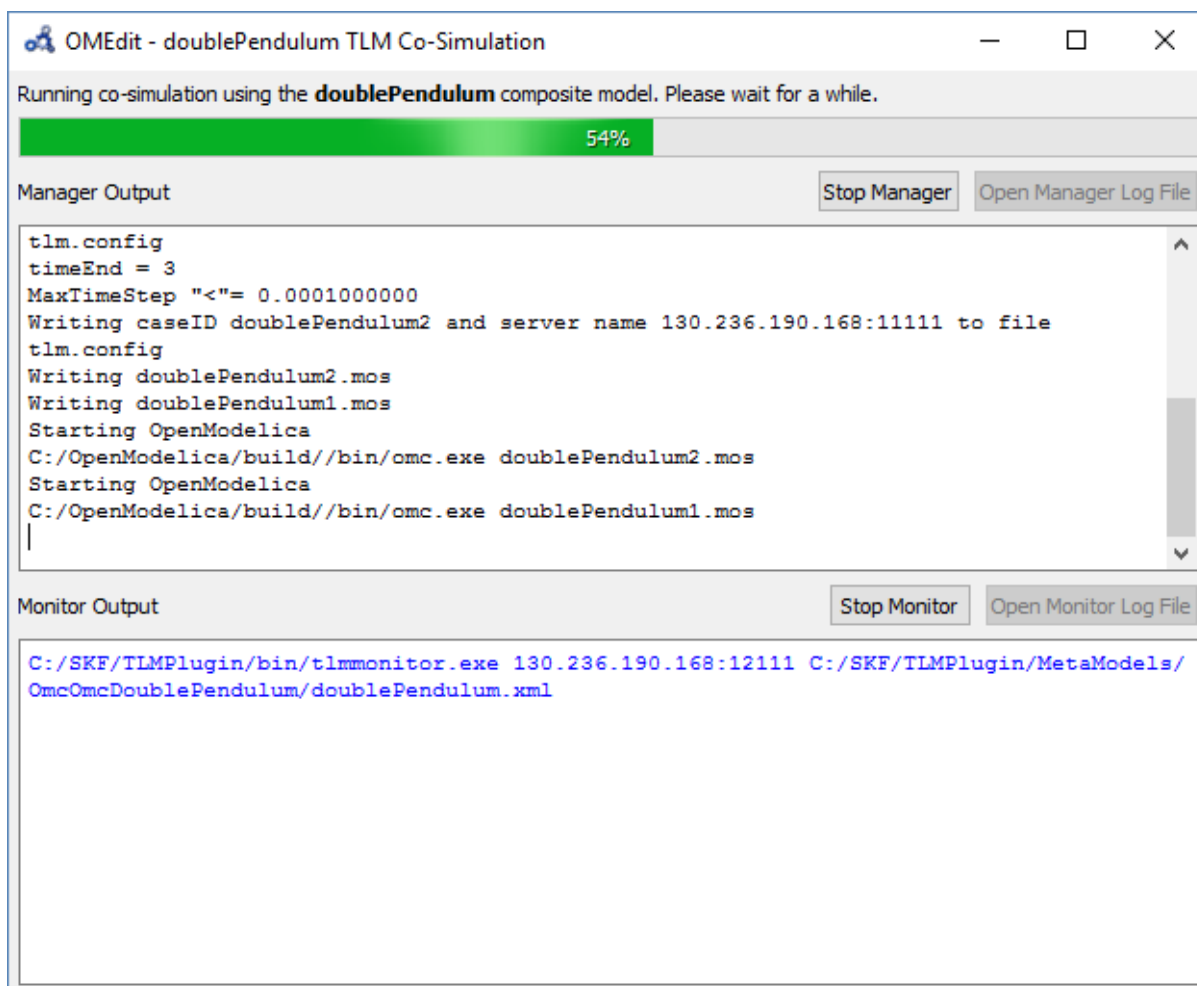 OMEdit - doublePendulum TLM Co-Simulation
Running co-simulation using the doublePendulum composite model. Please wait for a while.
54%
Manager Output
Stop Manager
Open Manager Log File
tlm.config
timeEnd = 3
MaxTimeStep "<"= 0.0001000000
Writing caseID doublePendulum2 and server name 130.236.190.168:11111 to file
tlm.config
Writing doublePendulum2.mos
Writing doublePendulum1.mos
Starting OpenModelica
C:/OpenModelica/build//bin/omc.exe doublePendulum2.mos
Starting OpenModelica
C:/OpenModelica/build//bin/omc.exe doublePendulum1.mos
Monitor Output
Stop Monitor
Open Monitor Log File
C:/SKF/TLMPlugin/bin/tlmmonitor.exe 130.236.190.168:12111 C:/SKF/TLMPlugin/MetaModels/
OmcOmcDoublePendulum/doublePendulum.xml